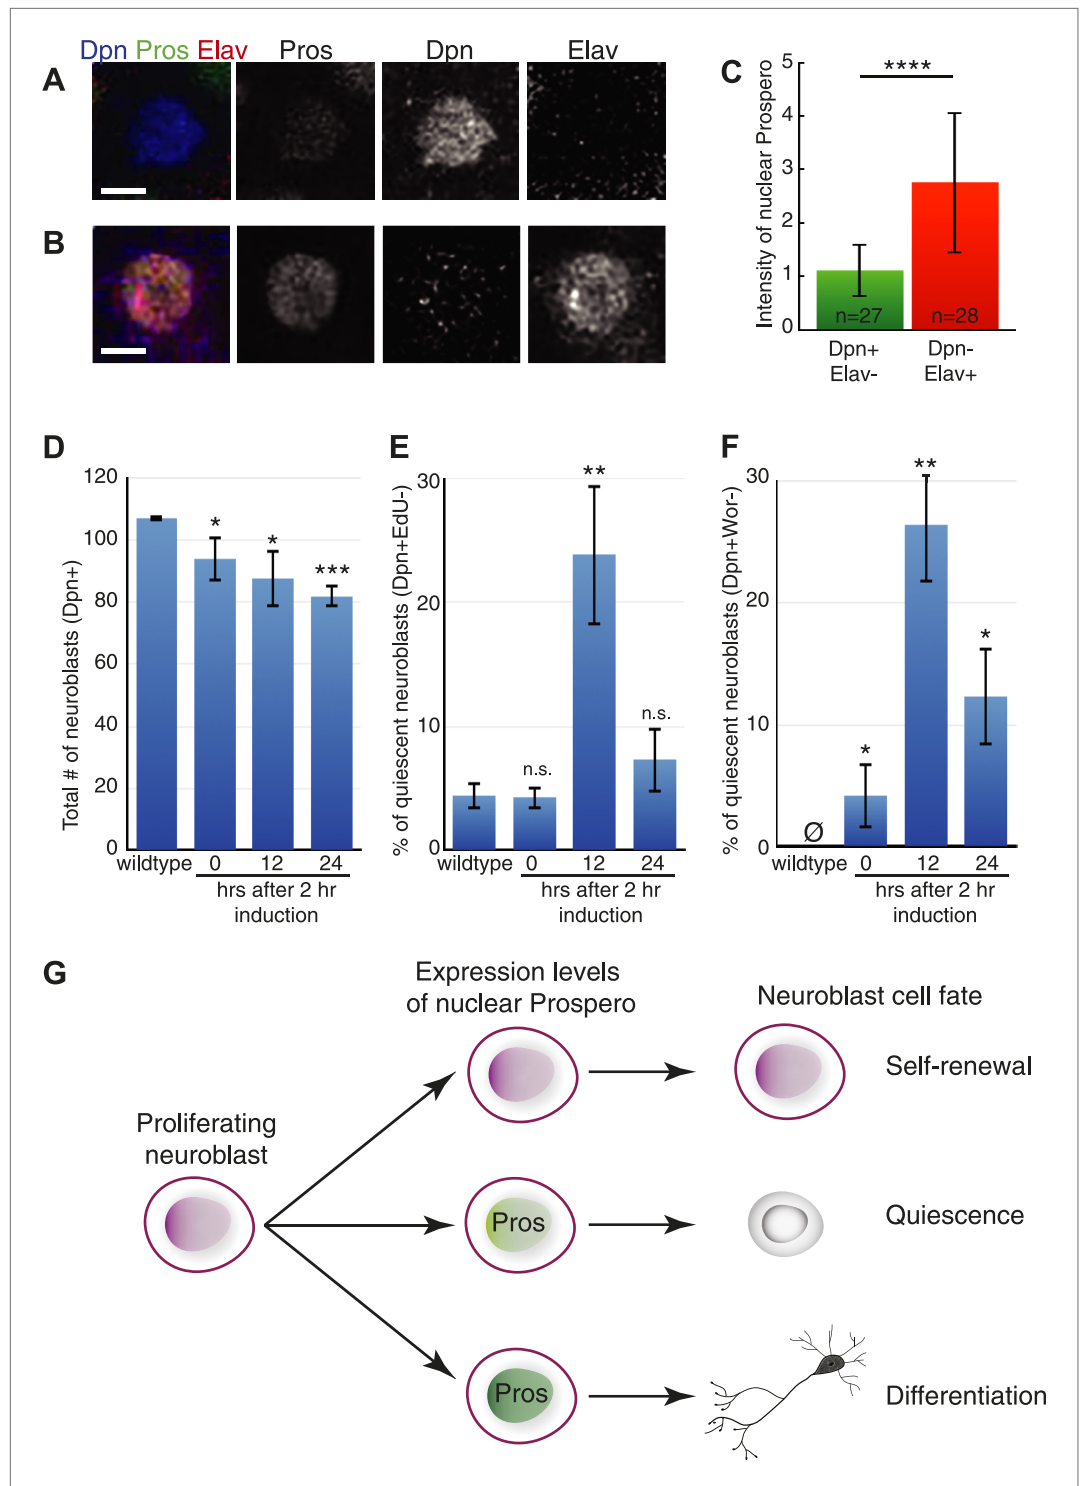 Dpn Pros Elav Pros Dpn Elav
A
B
C
Intensity of nuclear Prospero
5
4
3
2
1
0
****
n=27
n=28
Dpn+
Elav-
Dpn-
Elav+
D
Total # of neuroblasts (Dpn+)
120
100
80
60
40
20
0
*
*
***
wildtype 0 12 24
hrs after 2 hr
induction
E
% of quiescent neuroblasts (Dpn+EdU-)
30
20
10
0
n.s.
**
n.s.
wildtype 0 12 24
hrs after 2 hr
induction
F
% of quiescent neuroblasts (Dpn+Wor-)
30
20
10
0
Ø
*
**
*
wildtype 0 12 24
hrs after 2 hr
induction
G
Expression levels
of nuclear Prospero
Neuroblast cell fate
Proliferating
neuroblast
Self-renewal
Pros
Quiescence
Pros
Differentiation